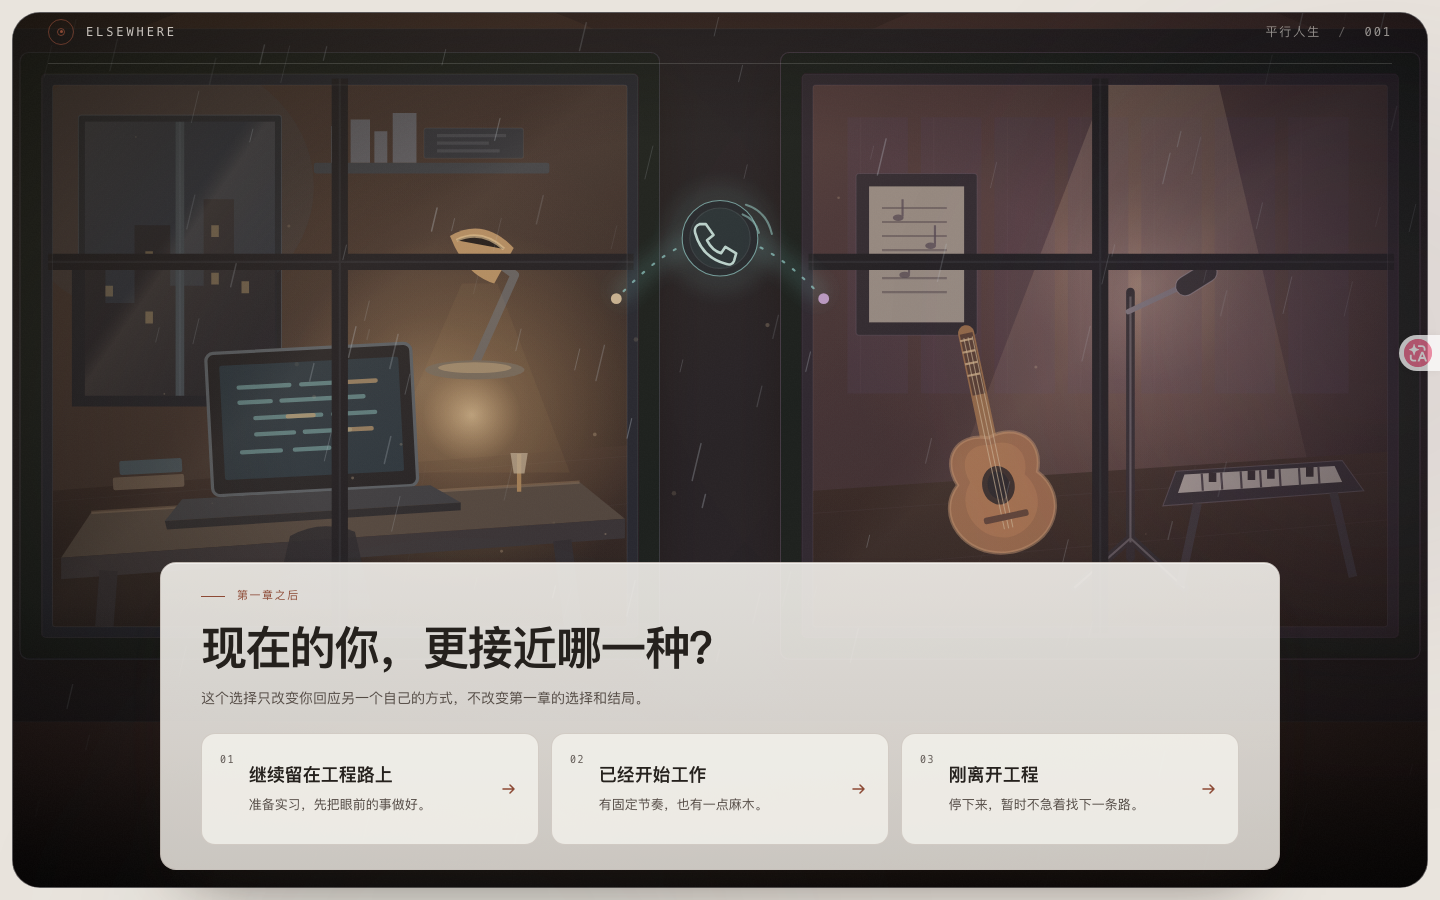 ELSEWHERE
平行人生 / 001
第一章之后
现在的你，更接近哪一种?
这个选择只改变你回应另一个自己的方式，不改变第一章的选择和结局。
01
继续留在工程路上
准备实习，先把眼前的事做好。
→
02
已经开始工作
有固定节奏，也有一点麻木。
→
03
刚离开工程
停下来，暂时不急着找下一条路。
→